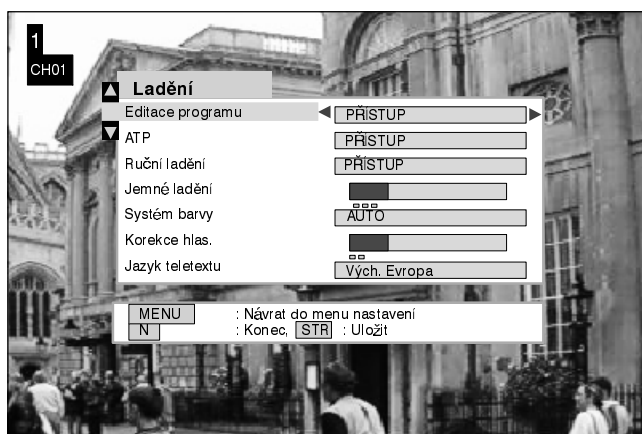 1
CH01
Ladění
Editace programu PŘÍSTUP
ATP PŘÍSTUP
Ruční ladění PŘÍSTUP
Jemné ladění
Systém barvy AUTO
Korekce hlas.
Jazyk teletextu Vých. Evropa
MENU : Návrat do menu nastavení
N : Konec, STR : Uložit